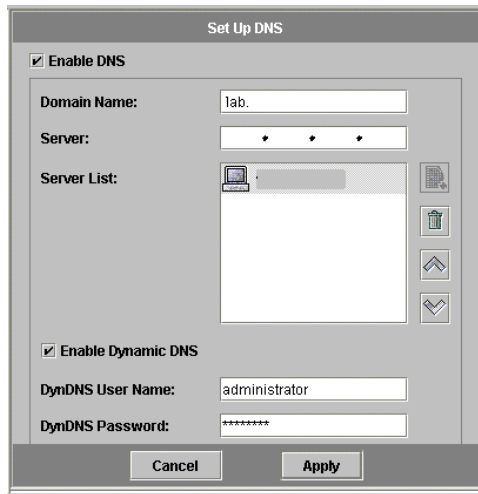 Set Up DNS
Enable DNS
Domain Name: lab.
Server: . . .
Server List:
Enable Dynamic DNS
DynDNS User Name: administrator
DynDNS Password: ********
Cancel Apply